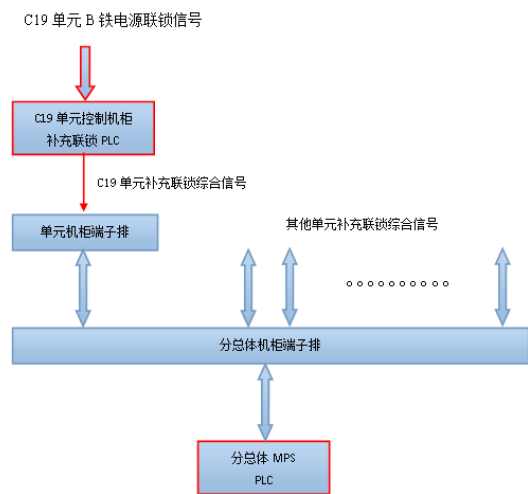 C19 单元 B 铁电源联锁信号
C19 单元控制机柜
补充联锁 PLC
C19 单元补充联锁综合信号
单元机柜端子排
其他单元补充联锁综合信号
分总体机柜端子排
分总体 MPS
PLC